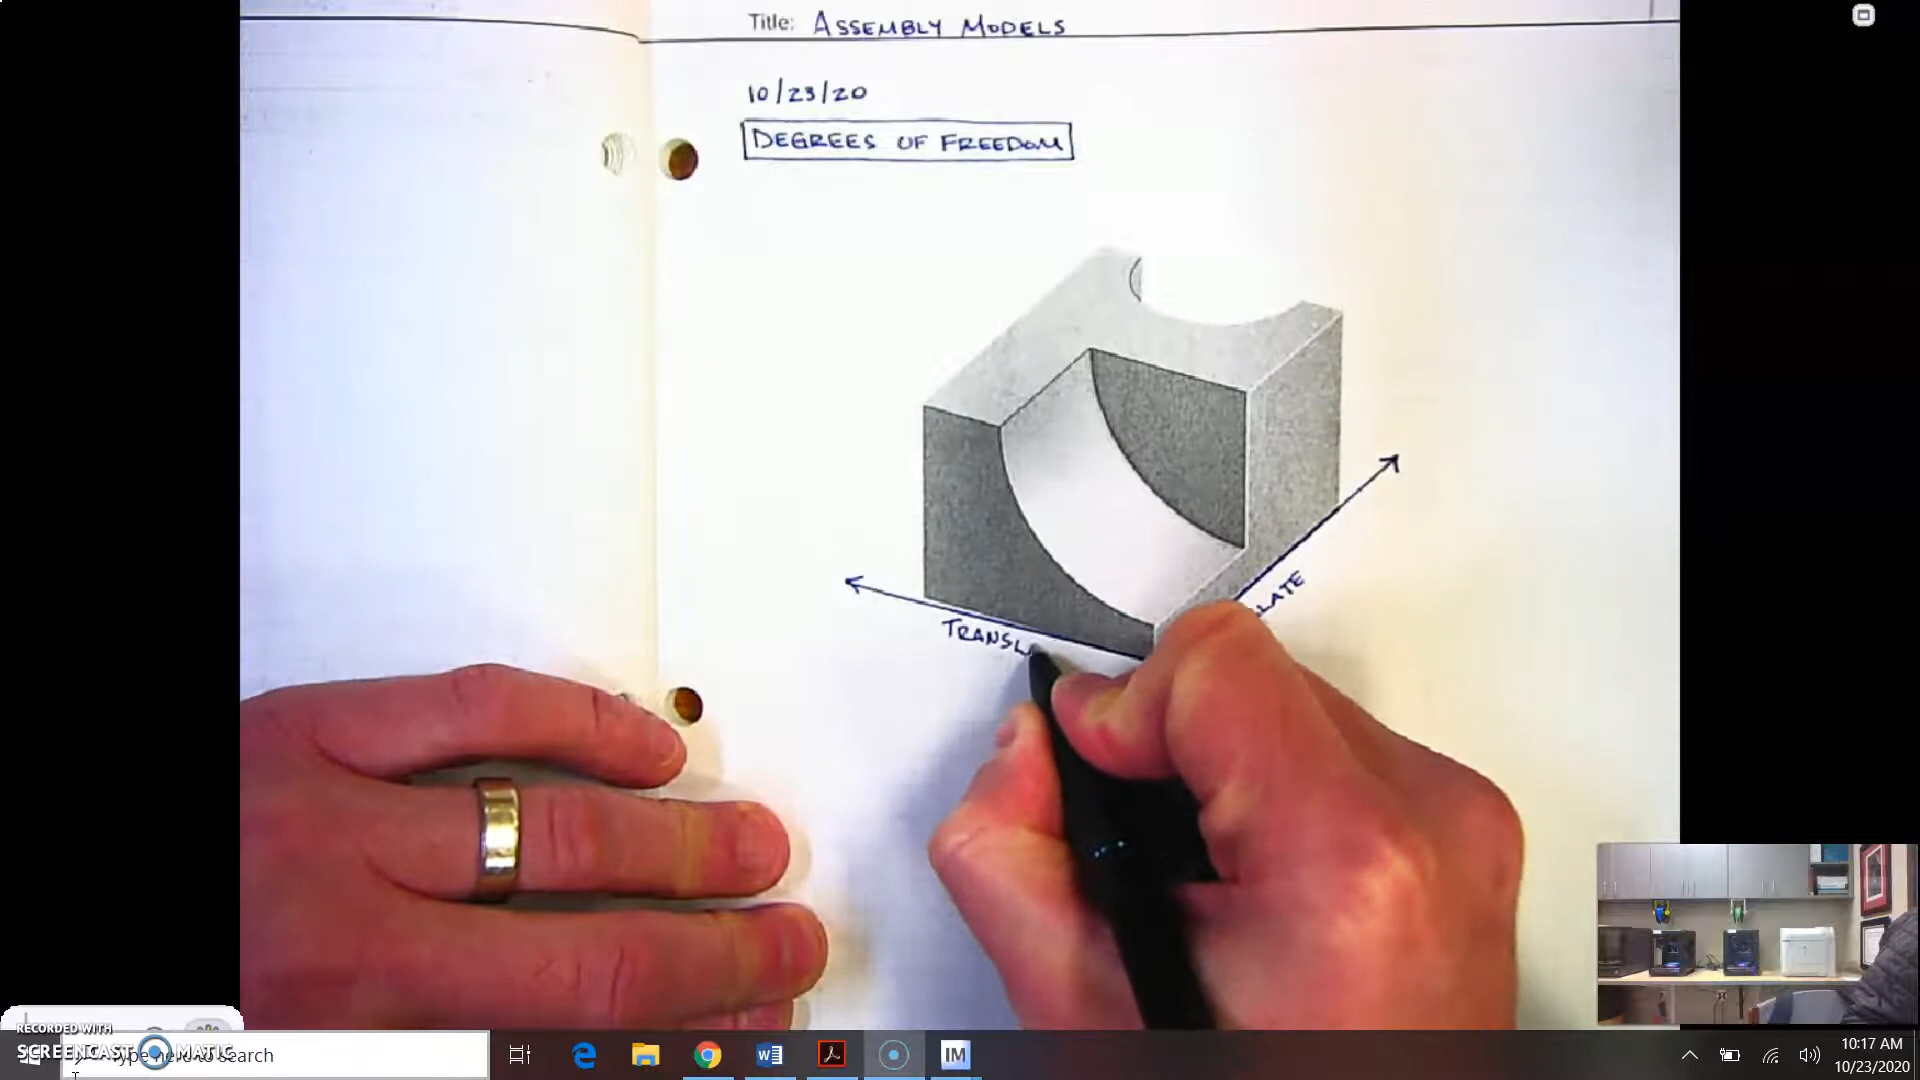 Title: ASSEMBLY MODELS
10/23/20
DEGREES OF FREEDOM
LATE
TRANSL
RECORDED WITH
SCREENCAST MATIC
Type here to Search
IM
10:17 AM
10/23/2020